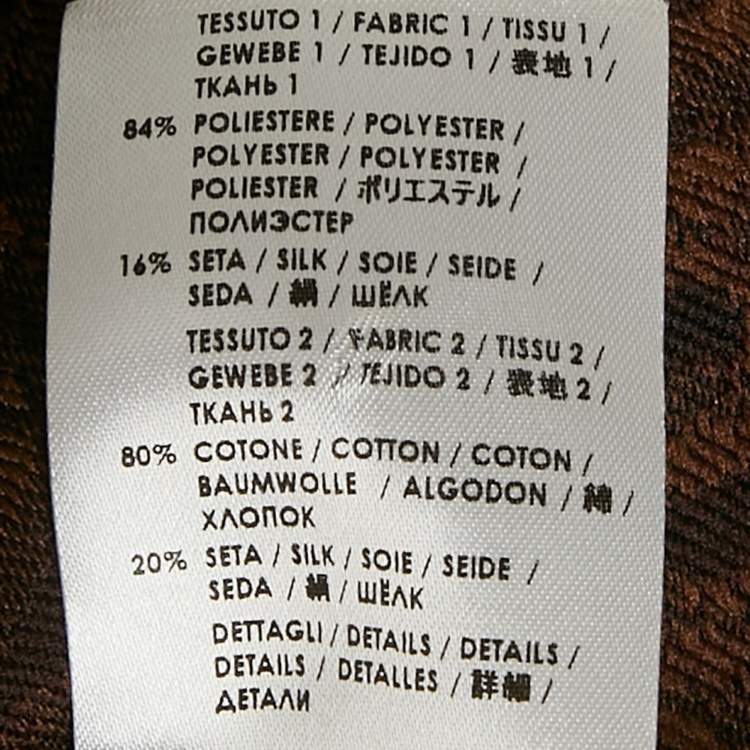 TESSUTO 1 / FABRIC 1 / TISSU 1 /
GEWEBE 1 / TEJIDO 1 / 表地 1 /
ТКАНЬ 1
84% POLIESTERE / POLYESTER /
POLYESTER / POLYESTER /
POLIESTER / ポリエステル /
ПОЛИЭСТЕР
16% SETA / SILK / SOIE / SEIDE /
SEDA / 絹 / ШЁЛК
TESSUTO 2 / FABRIC 2 / TISSU 2 /
GEWEBE 2 / TEJIDO 2 / 表地 2 /
ТКАНЬ 2
80% COTONE / COTTON / COTON /
BAUMWOLLE / ALGODON / 綿 /
ХЛОПОК
20% SETA / SILK / SOIE / SEIDE /
SEDA / 絹 / ШЁЛК
DETTAGLI / DETAILS / DETAILS /
DETAILS / DETALLES / 詳細 /
ДЕТАЛИ